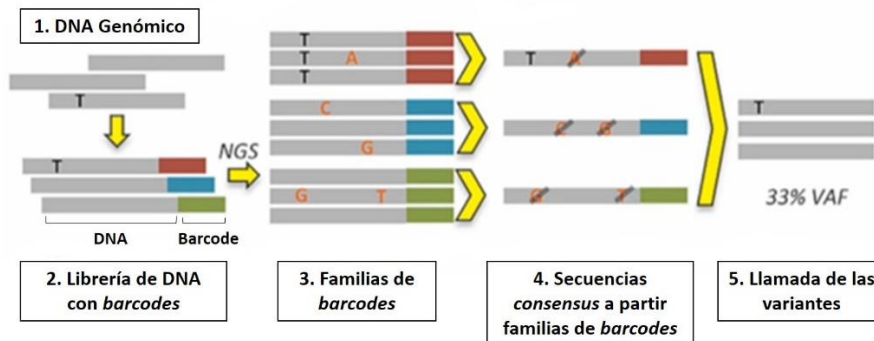 1. DNA Genómico
T
T
DNA
Barcode
NGS
T
T A
T
C
G
G T
T A
C G
G T
T
33% VAF
2. Librería de DNA
con barcodes
3. Familias de
barcodes
4. Secuencias
consensus a partir
familias de barcodes
5. Llamada de las
variantes